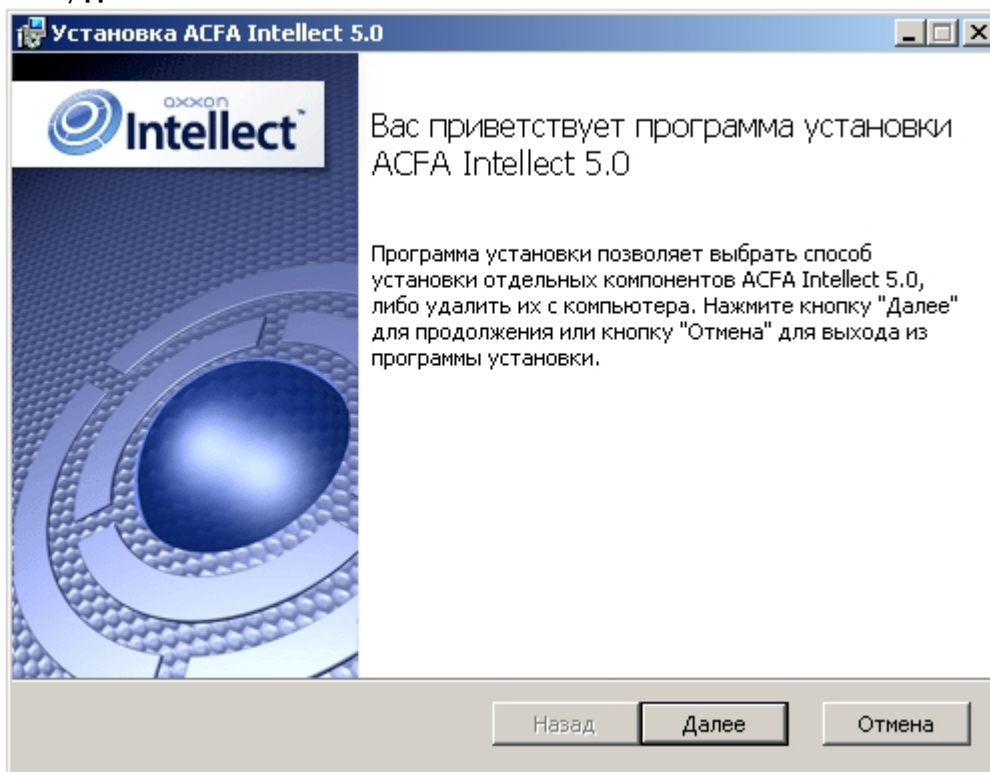 Установка ACFA Intellect 5.0
axxon
Intellect™
Вас приветствует программа установки
ACFA Intellect 5.0
Программа установки позволяет выбрать способ
установки отдельных компонентов ACFA Intellect 5.0,
либо удалить их с компьютера. Нажмите кнопку "Далее"
для продолжения или кнопку "Отмена" для выхода из
программы установки.
Назад
Далее
Отмена